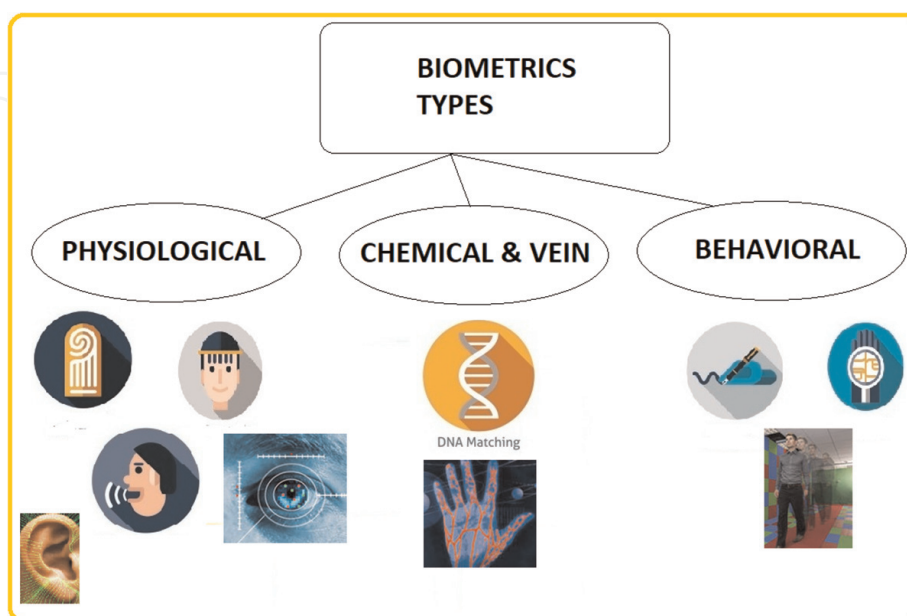 BIOMETRICS
TYPES
PHYSIOLOGICAL
CHEMICAL & VEIN
BEHAVIORAL
DNA Matching